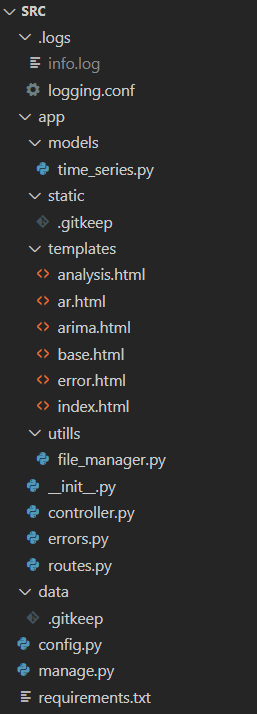 SRC
.logs
info.log
logging.conf
app
models
time_series.py
static
.gitkeep
templates
analysis.html
ar.html
arima.html
base.html
error.html
index.html
utills
file_manager.py
__init__.py
controller.py
errors.py
routes.py
data
.gitkeep
config.py
manage.py
requirements.txt